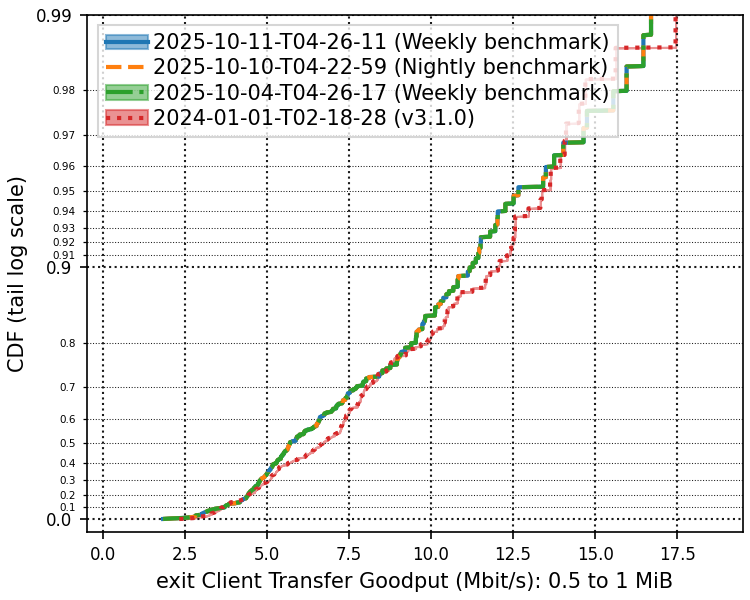 0.99
2025-10-11-T04-26-11 (Weekly benchmark)
2025-10-10-T04-22-59 (Nightly benchmark)
2025-10-04-T04-26-17 (Weekly benchmark)
2024-01-01-T02-18-28 (v3.1.0)
0.98
0.97
0.96
0.95
0.94
0.93
0.92
0.91
0.9
0.8
0.7
0.6
0.5
0.4
0.3
0.2
0.1
0.0
CDF (tail log scale)
0.0 2.5 5.0 7.5 10.0 12.5 15.0 17.5
exit Client Transfer Goodput (Mbit/s): 0.5 to 1 MiB